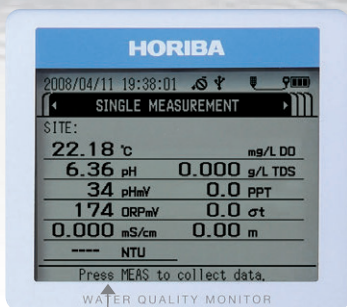 HORIBA
2008/04/11 19:38:01
SINGLE MEASUREMENT
SITE:
22.18 °C mg/L DO
6.36 pH 0.000 g/L TDS
34 pHmV 0.0 PPT
174 ORPmV 0.0 σt
0.000 mS/cm 0.00 m
---- NTU
Press MEAS to collect data.
WATER QUALITY MONITOR